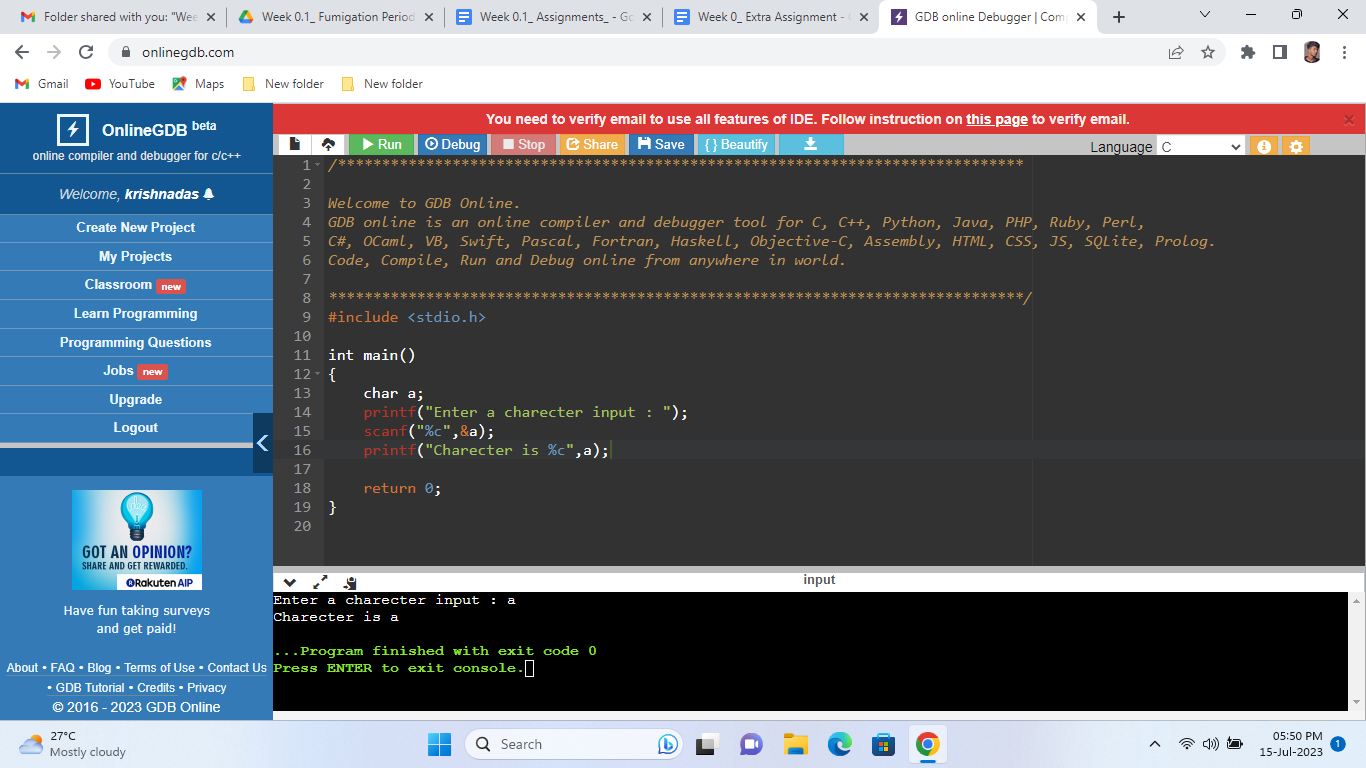 Folder shared with you: "Wee
Week 0.1_ Fumigation Period
Week 0.1_ Assignments_ - Go
Week 0_ Extra Assignment -
GDB online Debugger | Comp
onlinegdb.com
Gmail
YouTube
Maps
New folder
New folder
OnlineGDB beta
online compiler and debugger for c/c++
Welcome, krishnadas
Create New Project
My Projects
Classroom new
Learn Programming
Programming Questions
Jobs new
Upgrade
Logout
GOT AN OPINION?
SHARE AND GET REWARDED.
Rakuten AIP
Have fun taking surveys
and get paid!
About • FAQ • Blog • Terms of Use • Contact Us
• GDB Tutorial • Credits • Privacy
© 2016 - 2023 GDB Online
You need to verify email to use all features of IDE. Follow instruction on this page to verify email.
Run
Debug
Stop
Share
Save
{ } Beautify
Language C
1 /******************************************************************************
2
3 Welcome to GDB Online.
4 GDB online is an online compiler and debugger tool for C, C++, Python, Java, PHP, Ruby, Perl,
5 C#, OCaml, VB, Swift, Pascal, Fortran, Haskell, Objective-C, Assembly, HTML, CSS, JS, SQLite, Prolog.
6 Code, Compile, Run and Debug online from anywhere in world.
7
8 *******************************************************************************/
9 #include <stdio.h>
10
11 int main()
12 {
13     char a;
14     printf("Enter a charecter input : ");
15     scanf("%c",&a);
16     printf("Charecter is %c",a);
17
18     return 0;
19 }
20
input
Enter a charecter input : a
Charecter is a
...Program finished with exit code 0
Press ENTER to exit console.
27°C
Mostly cloudy
Search
05:50 PM
15-Jul-2023
1